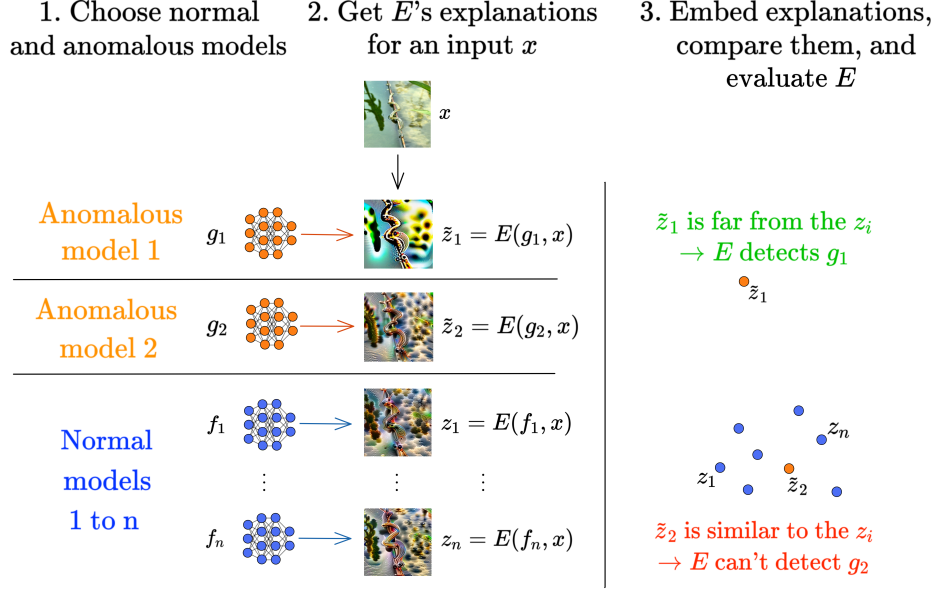 1. Choose normal
and anomalous models
2. Get E's explanations
for an input x
3. Embed explanations,
compare them, and
evaluate E
x
Anomalous
model 1
g₁
z̃₁ = E(g₁, x)
Anomalous
model 2
g₂
z̃₂ = E(g₂, x)
Normal
models
1 to n
f₁
z₁ = E(f₁, x)
⋮ ⋮ ⋮
fₙ
zₙ = E(fₙ, x)
z̃₁ is far from the zᵢ
→ E detects g₁
z̃₁
zₙ
z₁
z̃₂
z̃₂ is similar to the zᵢ
→ E can't detect g₂